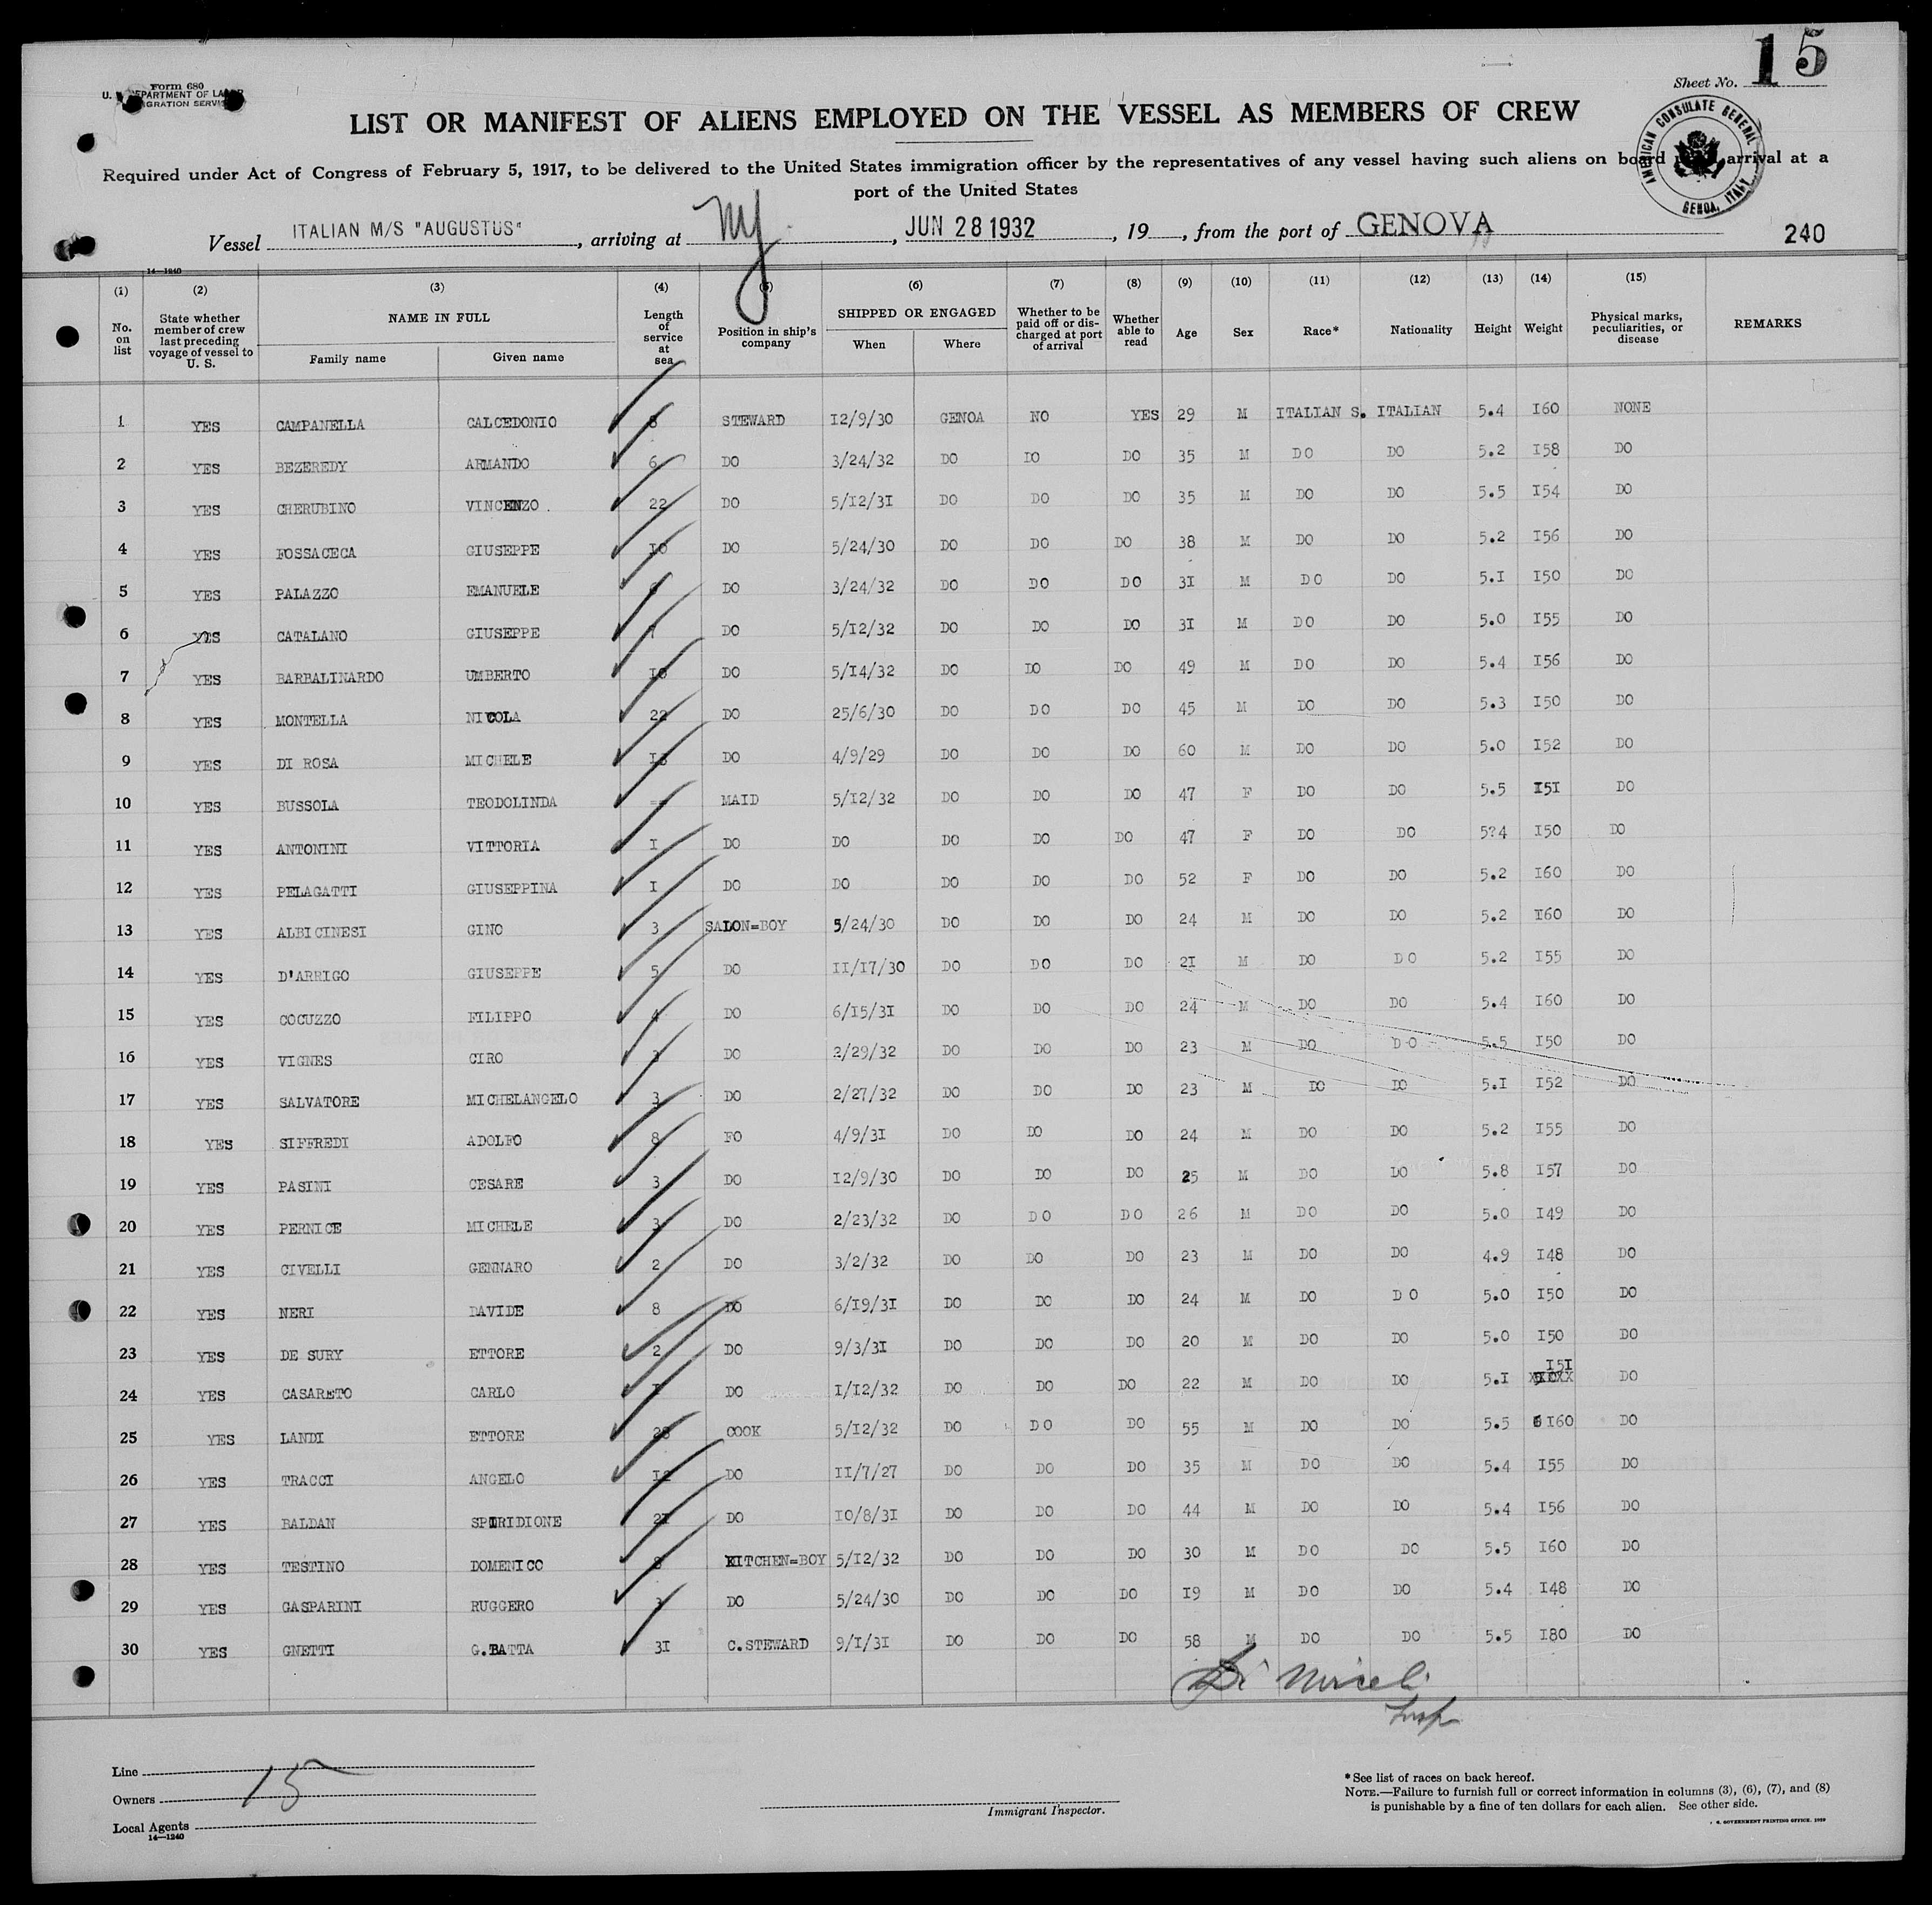 Form 680
U. S. DEPARTMENT OF LABOR
IMMIGRATION SERVICE
Sheet No. 15
LIST OR MANIFEST OF ALIENS EMPLOYED ON THE VESSEL AS MEMBERS OF CREW
AMERICAN CONSULATE GENERAL GENOA, ITALY
Required under Act of Congress of February 5, 1917, to be delivered to the United States immigration officer by the representatives of any vessel having such aliens on board arrival at a
port of the United States
Vessel ITALIAN M/S "AUGUSTUS", arriving at NY, JUN 28 1932, 19 , from the port of GENOVA
240
14—1240
(1) (2) (3) (4) (5) (6) (7) (8) (9) (10) (11) (12) (13) (14) (15)
No. on list State whether member of crew last preceding voyage of vessel to U. S. NAME IN FULL Family name Given name Length of service at sea Position in ship's company SHIPPED OR ENGAGED When Where Whether to be paid off or discharged at port of arrival Whether able to read Age Sex Race* Nationality Height Weight Physical marks, peculiarities, or disease REMARKS
1 YES CAMPANELLA CALCEDONIO 8 STEWARD 12/9/30 GENOA NO YES 29 M ITALIAN S. ITALIAN 5.4 160 NONE
2 YES BEZEREDY ARMANDO 6 DO 3/24/32 DO DO DO 35 M DO DO 5.2 158 DO
3 YES CHERUBINO VINCENZO . 22 DO 5/12/31 DO DO DO 35 M DO DO 5.5 154 DO
4 YES FOSSACECA GIUSEPPE 10 DO 5/24/30 DO DO DO 38 M DO DO 5.2 156 DO
5 YES PALAZZO EMANUELE DO 3/24/32 DO DO DO 31 M DO DO 5.1 150 DO
6 YES CATALANO GIUSEPPE 7 DO 5/12/32 DO DO DO 31 M DO DO 5.0 155 DO
7 YES BARBALINARDO UMBERTO 10 DO 5/14/32 DO DO DO 49 M DO DO 5.4 156 DO
8 YES MONTELLA NICOLA 22 DO 25/6/30 DO DO DO 45 M DO DO 5.3 150 DO
9 YES DI ROSA MICHELE DO 4/9/29 DO DO DO 60 M DO DO 5.0 152 DO
10 YES BUSSOLA TEODOLINDA == MAID 5/12/32 DO DO DO 47 F DO DO 5.5 151 DO
11 YES ANTONINI VITTORIA 1 DO DO DO DO DO 47 F DO DO 5?4 150 DO
12 YES PELAGATTI GIUSEPPINA 1 DO DO DO DO DO 52 F DO DO 5.2 160 DO
13 YES ALBICINESI GINO 3 SALON=BOY 5/24/30 DO DO DO 24 M DO DO 5.2 160 DO
14 YES D'ARRIGO GIUSEPPE 5 DO 11/17/30 DO DO DO 21 M DO DO 5.2 155 DO
15 YES COCUZZO FILIPPO 4 DO 6/15/31 DO DO DO 24 M DO DO 5.4 160 DO
16 YES VIGNES CIRO 3 DO 2/29/32 DO DO DO 23 M DO DO 5.5 150 DO
17 YES SALVATORE MICHELANGELO 3 DO 2/27/32 DO DO DO 23 M DO DO 5.1 152 DO
18 YES SIFFREDI ADOLFO 8 FO 4/9/31 DO DO DO 24 M DO DO 5.2 155 DO
19 YES PASINI CESARE 3 DO 12/9/30 DO DO DO 25 M DO DO 5.8 157 DO
20 YES PERNICE MICHELE 3 DO 2/23/32 DO DO DO 26 M DO DO 5.0 149 DO
21 YES CIVELLI GENNARO 2 DO 3/2/32 DO DO DO 23 M DO DO 4.9 148 DO
22 YES NERI DAVIDE 8 DO 6/19/31 DO DO DO 24 M DO DO 5.0 150 DO
23 YES DE SURY ETTORE 2 DO 9/3/31 DO DO DO 20 M DO DO 5.0 150 DO
24 YES CASARETO CARLO 1 DO 1/12/32 DO DO DO 22 M DO DO 5.1 151 DO
25 YES LANDI ETTORE DO COOK 5/12/32 DO DO DO 55 M DO DO 5.5 160 DO
26 YES TRACCI ANGELO 12 DO 11/7/27 DO DO DO 35 M DO DO 5.4 155 DO
27 YES BALDAN SPIRIDIONE 21 DO 10/8/31 DO DO DO 44 M DO DO 5.4 156 DO
28 YES TESTINO DOMENICO 8 KITCHEN=BOY 5/12/32 DO DO DO 30 M DO DO 5.5 160 DO
29 YES GASPARINI RUGGERO 3 DO 5/24/30 DO DO DO 19 M DO DO 5.4 148 DO
30 YES GNETTI G.BATTA 31 C.STEWARD 9/1/31 DO DO DO 58 M DO DO 5.5 180 DO
Insp
Line
Owners 15
Local Agents
14—1240
Immigrant Inspector.
*See list of races on back hereof.
NOTE.—Failure to furnish full or correct information in columns (3), (6), (7), and (8)
is punishable by a fine of ten dollars for each alien. See other side.
U. S. GOVERNMENT PRINTING OFFICE. 1929